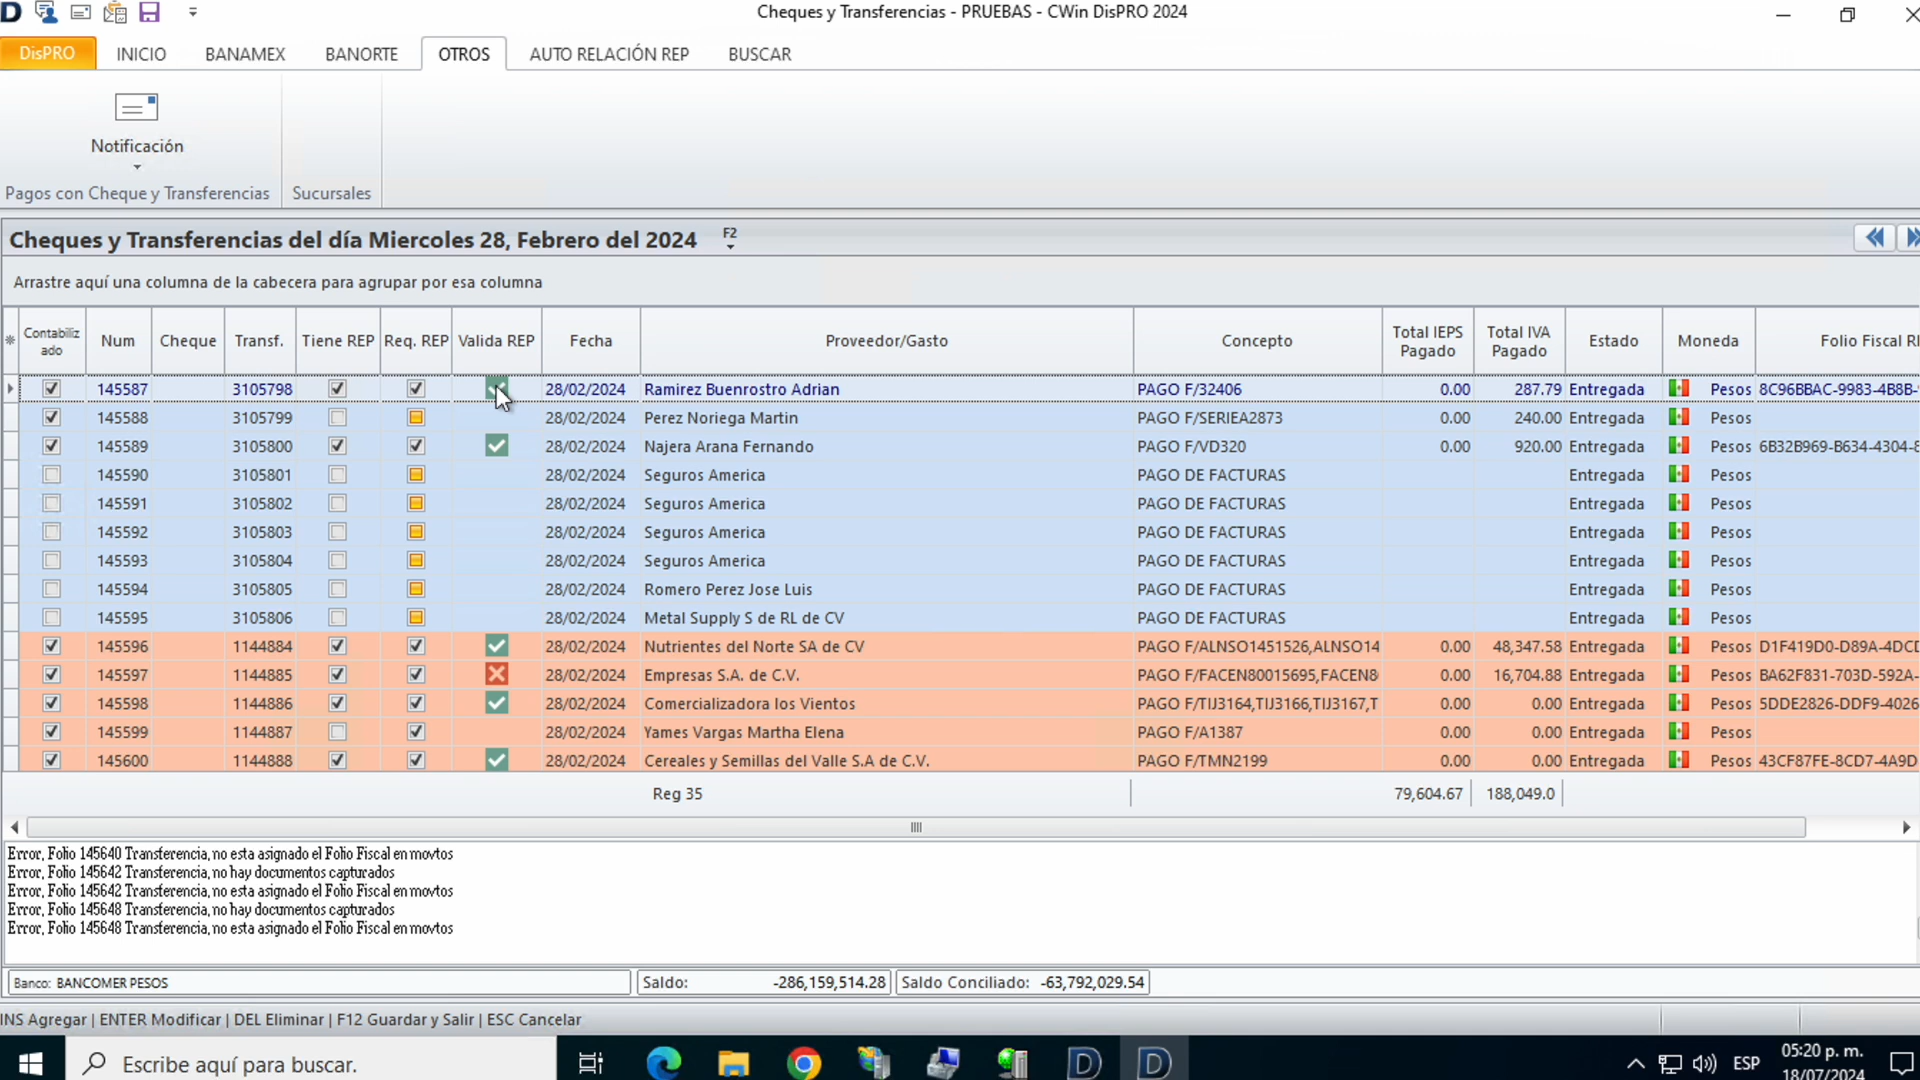 Cheques y Transferencias - PRUEBAS - CWin DisPRO 2024
DisPRO INICIO BANAMEX BANORTE OTROS AUTO RELACIÓN REP BUSCAR
Notificación
Pagos con Cheque y Transferencias Sucursales
Cheques y Transferencias del día Miercoles 28, Febrero del 2024 F2
Arrastre aquí una columna de la cabecera para agrupar por esa columna
Contabilizado Num Cheque Transf. Tiene REP Req. REP Valida REP Fecha Proveedor/Gasto Concepto Total IEPS Pagado Total IVA Pagado Estado Moneda Folio Fiscal RI
145587 3105798 28/02/2024 Ramirez Buenrostro Adrian PAGO F/32406 0.00 287.79 Entregada Pesos 8C96BBAC-9983-4B8B-
145588 3105799 28/02/2024 Perez Noriega Martin PAGO F/SERIEA2873 0.00 240.00 Entregada Pesos
145589 3105800 28/02/2024 Najera Arana Fernando PAGO F/VD320 0.00 920.00 Entregada Pesos 6B32B969-B634-4304-8
145590 3105801 28/02/2024 Seguros America PAGO DE FACTURAS Entregada Pesos
145591 3105802 28/02/2024 Seguros America PAGO DE FACTURAS Entregada Pesos
145592 3105803 28/02/2024 Seguros America PAGO DE FACTURAS Entregada Pesos
145593 3105804 28/02/2024 Seguros America PAGO DE FACTURAS Entregada Pesos
145594 3105805 28/02/2024 Romero Perez Jose Luis PAGO DE FACTURAS Entregada Pesos
145595 3105806 28/02/2024 Metal Supply S de RL de CV PAGO DE FACTURAS Entregada Pesos
145596 1144884 28/02/2024 Nutrientes del Norte SA de CV PAGO F/ALNSO1451526,ALNSO14 0.00 48,347.58 Entregada Pesos D1F419D0-D89A-4DCD
145597 1144885 28/02/2024 Empresas S.A. de C.V. PAGO F/FACEN80015695,FACEN8 0.00 16,704.88 Entregada Pesos BA62F831-703D-592A-
145598 1144886 28/02/2024 Comercializadora los Vientos PAGO F/TIJ3164,TIJ3166,TIJ3167,T 0.00 0.00 Entregada Pesos 5DDE2826-DDF9-4026
145599 1144887 28/02/2024 Yames Vargas Martha Elena PAGO F/A1387 0.00 0.00 Entregada Pesos
145600 1144888 28/02/2024 Cereales y Semillas del Valle S.A de C.V. PAGO F/TMN2199 0.00 0.00 Entregada Pesos 43CF87FE-8CD7-4A9D
Reg 35 79,604.67 188,049.0
Error, Folio 145640 Transferencia, no esta asignado el Folio Fiscal en movtos
Error, Folio 145642 Transferencia, no hay documentos capturados
Error, Folio 145642 Transferencia, no esta asignado el Folio Fiscal en movtos
Error, Folio 145648 Transferencia, no hay documentos capturados
Error, Folio 145648 Transferencia, no esta asignado el Folio Fiscal en movtos
Banco: BANCOMER PESOS Saldo: -286,159,514.28 Saldo Conciliado: -63,792,029.54
INS Agregar | ENTER Modificar | DEL Eliminar | F12 Guardar y Salir | ESC Cancelar
Escribe aquí para buscar. ESP 05:20 p. m.
18/07/2024